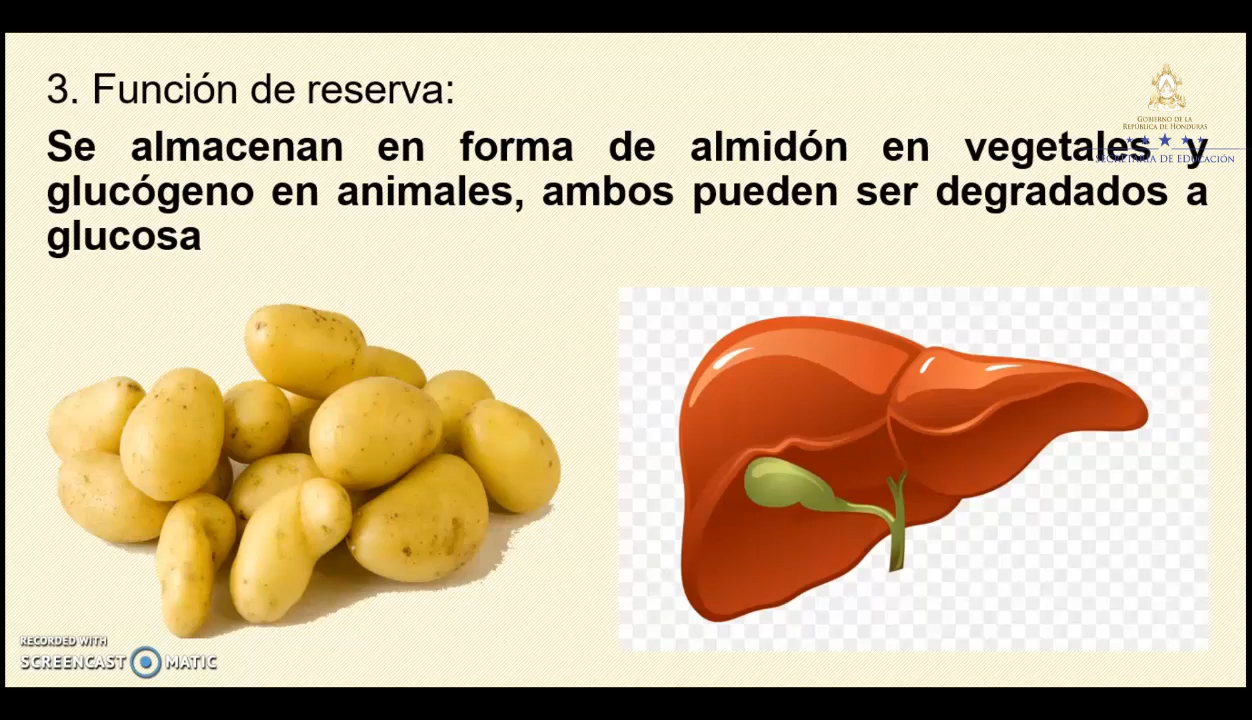 3. Función de reserva:
Se almacenan en forma de almidón en vegetales y
glucógeno en animales, ambos pueden ser degradados a
glucosa
GOBIERNO DE LA
REPÚBLICA DE HONDURAS
SECRETARÍA DE EDUCACIÓN
RECORDED WITH
SCREENCAST MATIC